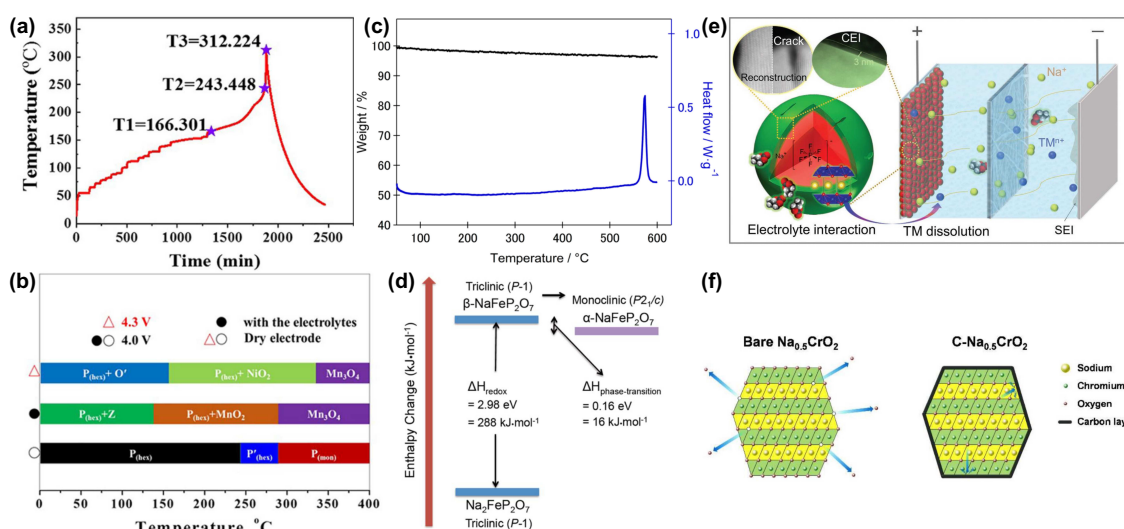 (a)
T3=312.224
T2=243.448
T1=166.301
Temperature (°C)
350
300
250
200
150
100
50
0
0 500 1000 1500 2000 2500
Time (min)
(b)
4.3 V
4.0 V
with the electrolytes
Dry electrode
P(hex)+ O′
P(hex)+ NiO2
Mn3O4
P(hex)+Z
P(hex)+MnO2
Mn3O4
P(hex)
P′(hex)
P(mon)
0 50 100 150 200 250 300 350 400
Temperature, °C
(c)
Weight / %
100
90
80
70
60
50
40
1.0
0.5
0.0
Heat flow / W·g-1
100 200 300 400 500 600
Temperature / °C
(d)
Enthalpy Change (kJ·mol-1)
Triclinic (P-1)
β-NaFeP2O7
Monoclinic (P21/c)
α-NaFeP2O7
ΔHredox
= 2.98 eV
= 288 kJ·mol-1
ΔHphase-transition
= 0.16 eV
= 16 kJ·mol-1
Na2FeP2O7
Triclinic (P-1)
(e)
Crack
Reconstruction
CEI
Na+
Electrolyte interaction
+
−
Na+
TMn+
TM dissolution
SEI
(f)
Bare Na0.5CrO2
C-Na0.5CrO2
Sodium
Chromium
Oxygen